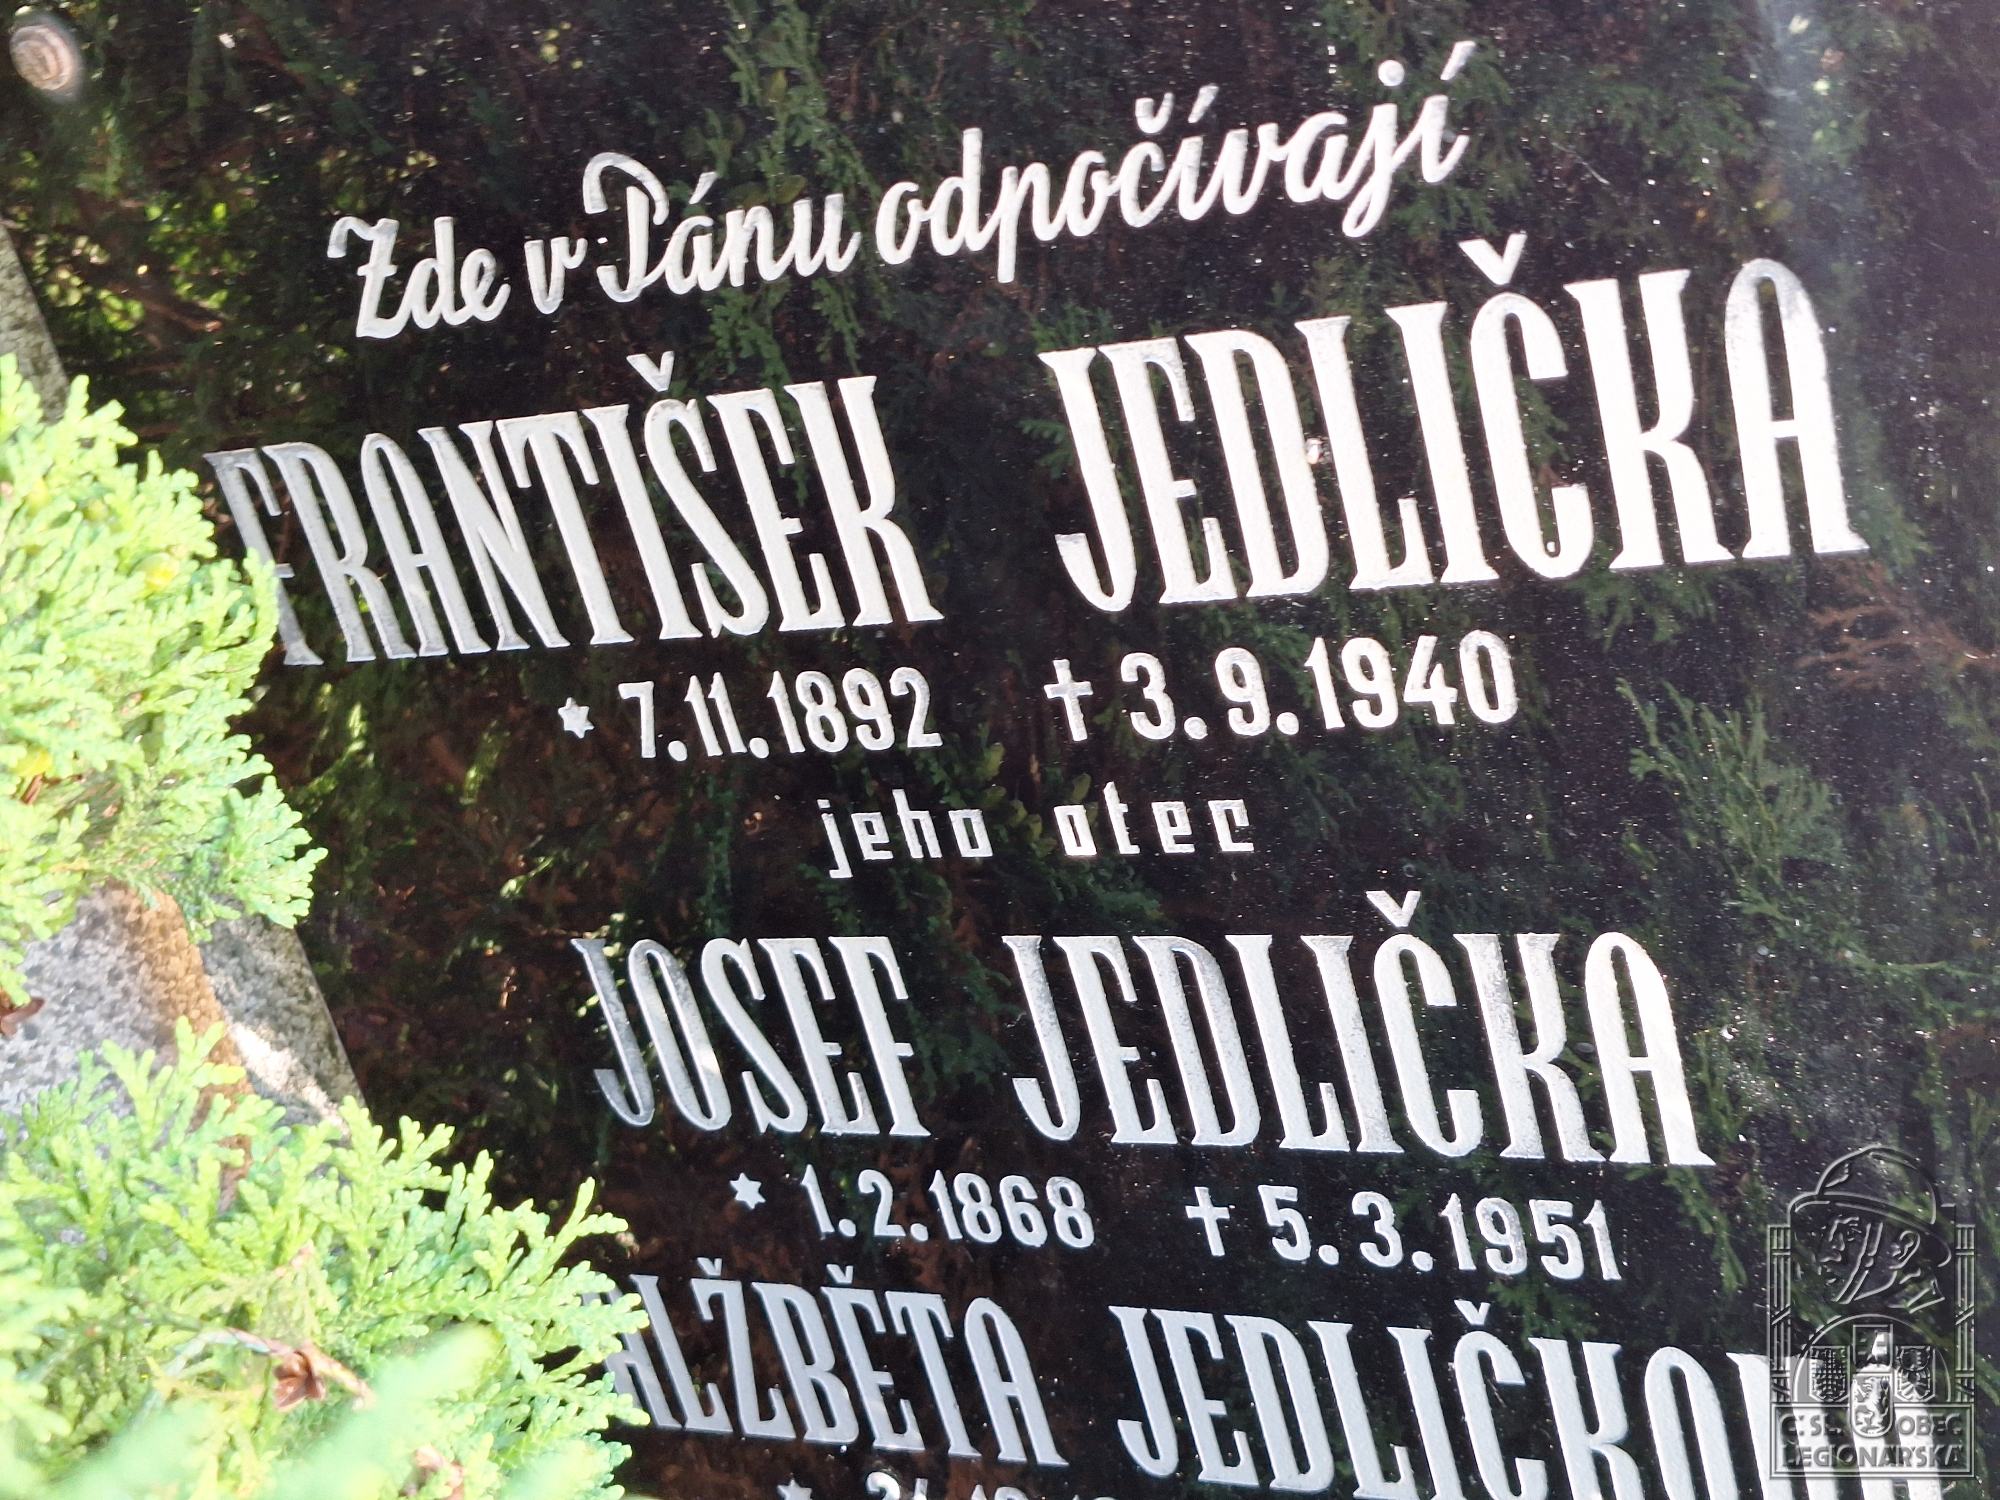 Zde v Pánu odpočívají
FRANTIŠEK JEDLIČKA
* 7.11.1892 † 3.9.1940
jeho otec
JOSEF JEDLIČKA
* 1.2.1868 † 5.3.1951
ALŽBĚTA JEDLIČKOVÁ
*
Č. SL. OBEC
LEGIONÁŘSKÁ